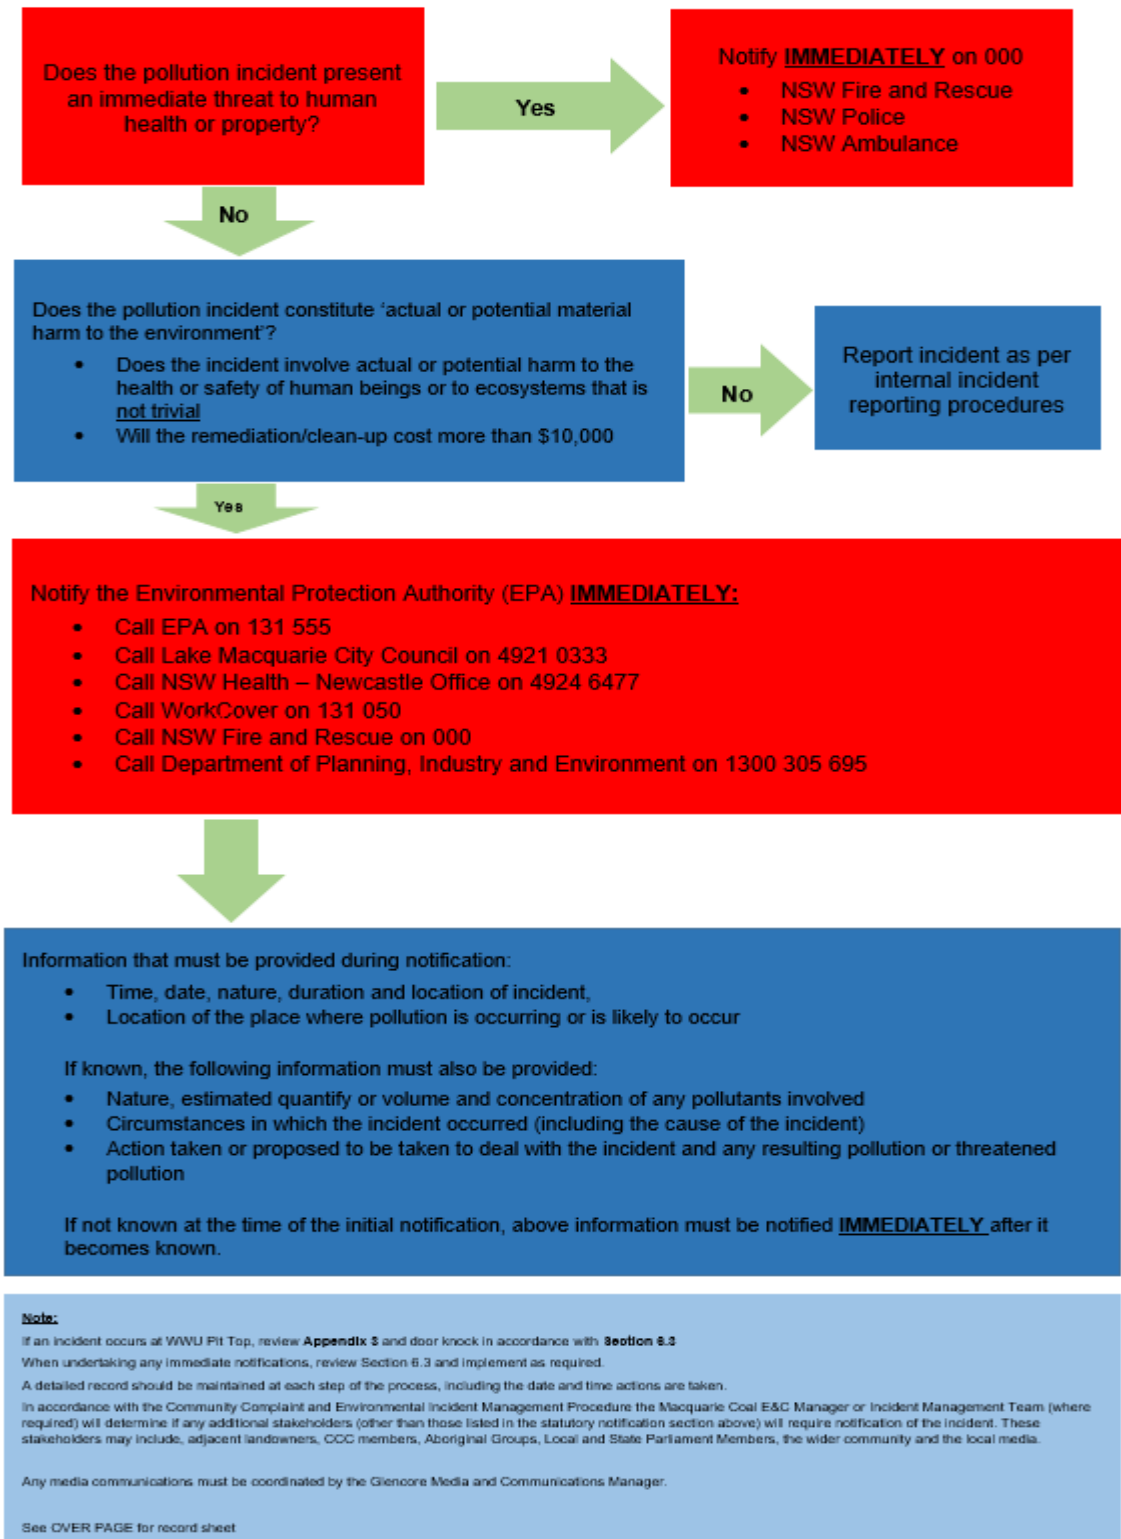 Does the pollution incident present
an immediate threat to human
health or property?
Yes
Notify IMMEDIATELY on 000
• NSW Fire and Rescue
• NSW Police
• NSW Ambulance
No
Does the pollution incident constitute ‘actual or potential material
harm to the environment’?
• Does the incident involve actual or potential harm to the
health or safety of human beings or to ecosystems that is
not trivial
• Will the remediation/clean-up cost more than $10,000
No
Report incident as per
internal incident
reporting procedures
Yes
Notify the Environmental Protection Authority (EPA) IMMEDIATELY:
• Call EPA on 131 555
• Call Lake Macquarie City Council on 4921 0333
• Call NSW Health – Newcastle Office on 4924 6477
• Call WorkCover on 131 050
• Call NSW Fire and Rescue on 000
• Call Department of Planning, Industry and Environment on 1300 305 695
Information that must be provided during notification:
• Time, date, nature, duration and location of incident,
• Location of the place where pollution is occurring or is likely to occur
If known, the following information must also be provided:
• Nature, estimated quantify or volume and concentration of any pollutants involved
• Circumstances in which the incident occurred (including the cause of the incident)
• Action taken or proposed to be taken to deal with the incident and any resulting pollution or threatened
pollution
If not known at the time of the initial notification, above information must be notified IMMEDIATELY after it
becomes known.
Note:
If an incident occurs at WWU Pit Top, review Appendix 3 and door knock in accordance with Section 6.3
When undertaking any immediate notifications, review Section 6.3 and implement as required.
A detailed record should be maintained at each step of the process, including the date and time actions are taken.
In accordance with the Community Complaint and Environmental Incident Management Procedure the Macquarie Coal E&C Manager or Incident Management Team (where
required) will determine if any additional stakeholders (other than those listed in the statutory notification section above) will require notification of the incident. These
stakeholders may include, adjacent landowners, CCC members, Aboriginal Groups, Local and State Parliament Members, the wider community and the local media.
Any media communications must be coordinated by the Glencore Media and Communications Manager.
See OVER PAGE for record sheet